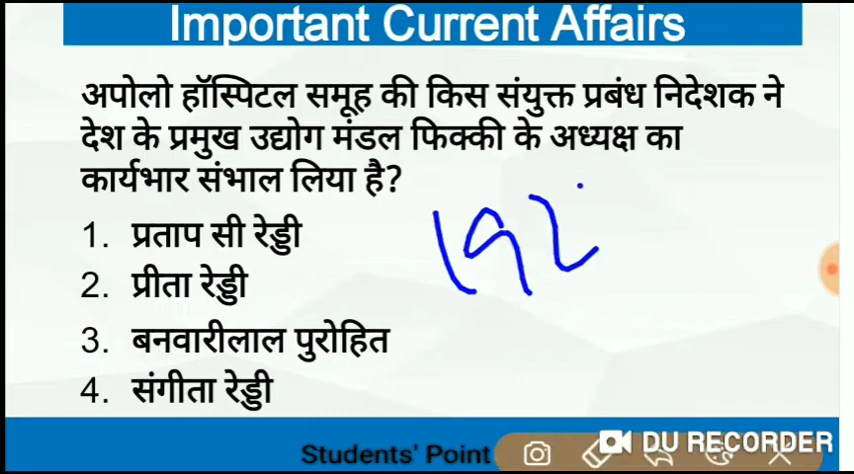 Important Current Affairs
अपोलो हॉस्पिटल समूह की किस संयुक्त प्रबंध निदेशक ने
देश के प्रमुख उद्योग मंडल फिक्की के अध्यक्ष का
कार्यभार संभाल लिया है?
1. प्रताप सी रेड्डी
2. प्रीता रेड्डी
3. बनवारीलाल पुरोहित
4. संगीता रेड्डी
192
Students' Point
DU RECORDER